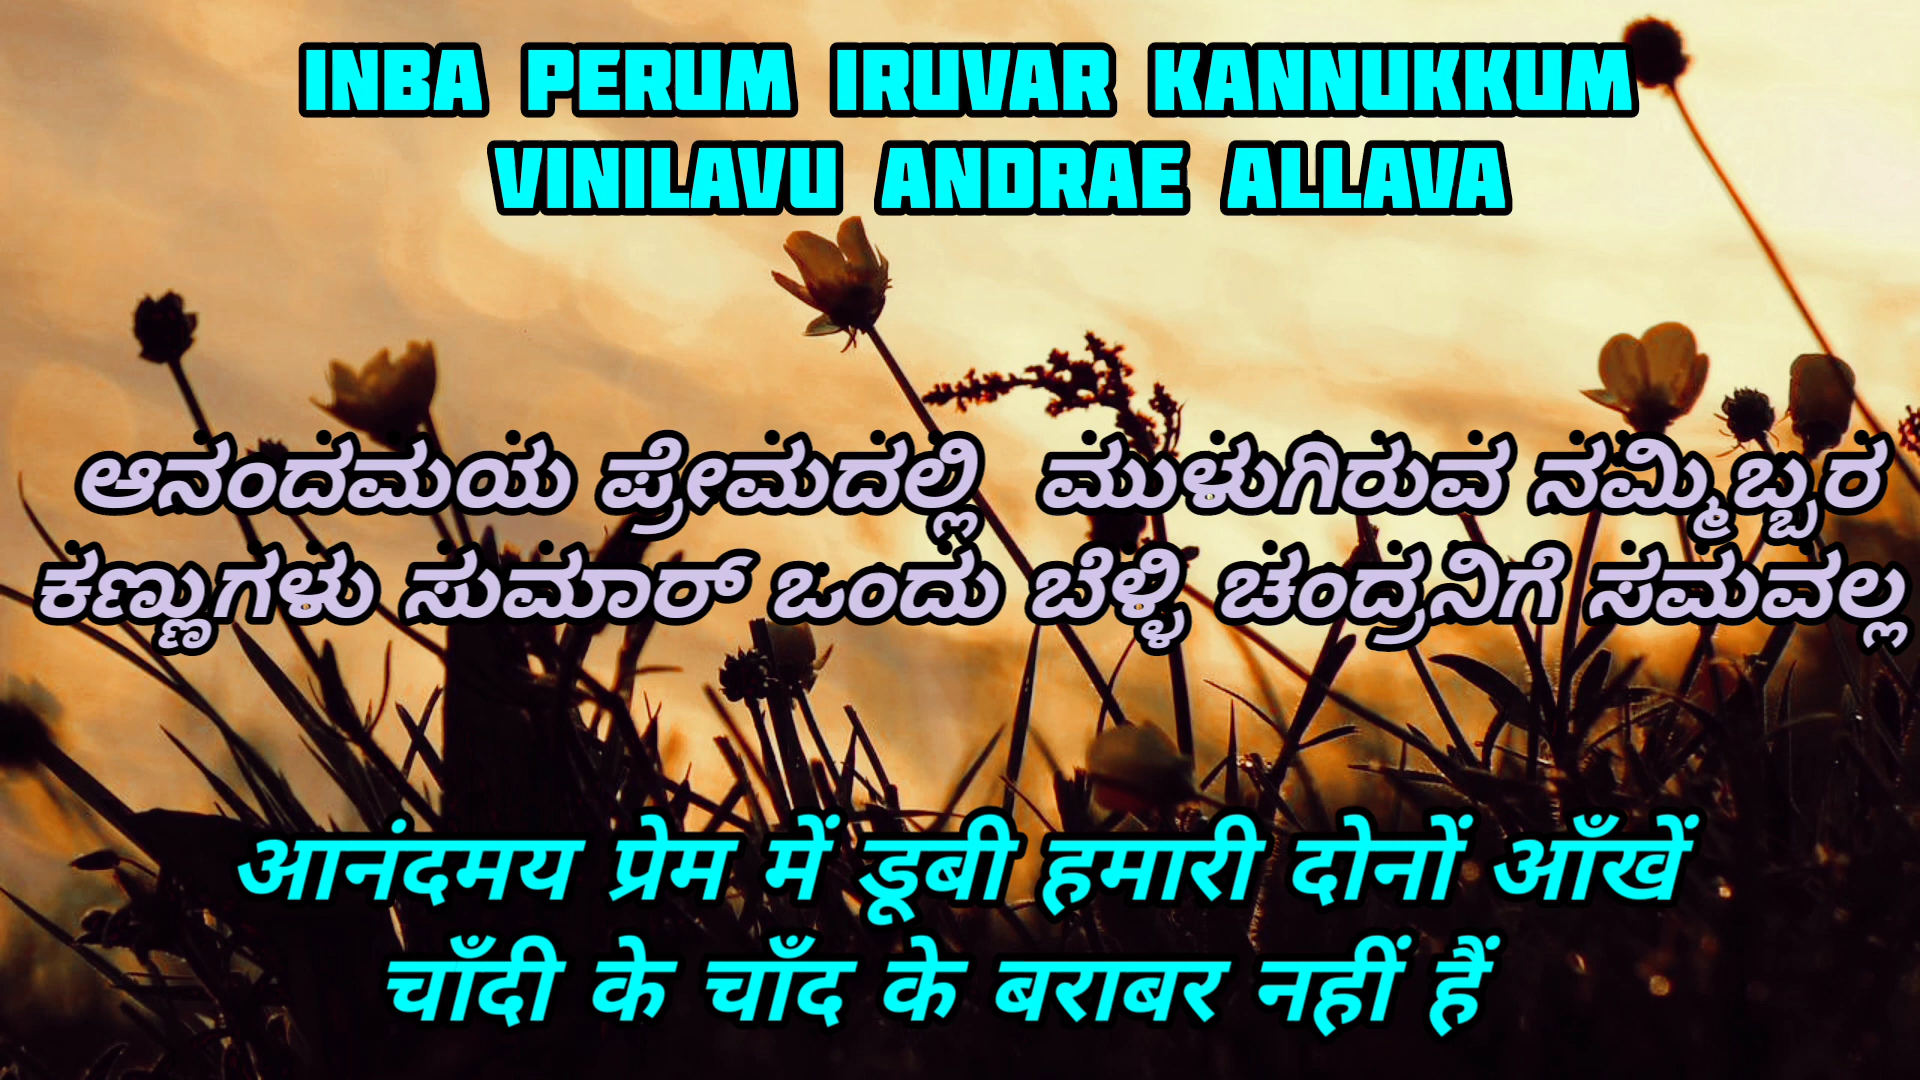 INBA PERUM IRUVAR KANNUKKUM
VINILAVU ANDRAE ALLAVA
ಆನಂದಮಯ ಪ್ರೇಮದಲ್ಲಿ ಮುಳುಗಿರುವ ನಮ್ಮಿಬ್ಬರ
ಕಣ್ಣುಗಳು ಸುಮಾರ್ ಒಂದು ಬೆಳ್ಳಿ ಚಂದ್ರನಿಗೆ ಸಮವಲ್ಲ
आनंदमय प्रेम में डूबी हमारी दोनों आँखें
चाँदी के चाँद के बराबर नहीं हैं